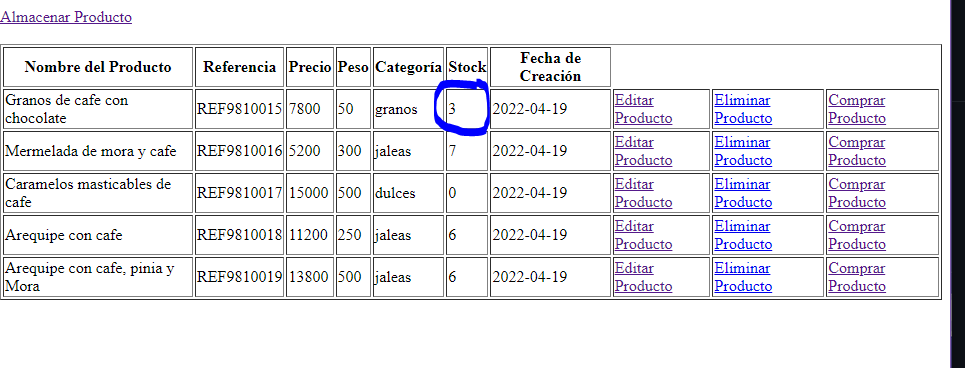 Almacenar Producto
Nombre del Producto Referencia Precio Peso Categoría Stock Fecha de Creación
Granos de cafe con chocolate REF9810015 7800 50 granos 3 2022-04-19 Editar Producto Eliminar Producto Comprar Producto
Mermelada de mora y cafe REF9810016 5200 300 jaleas 7 2022-04-19 Editar Producto Eliminar Producto Comprar Producto
Caramelos masticables de cafe REF9810017 15000 500 dulces 0 2022-04-19 Editar Producto Eliminar Producto Comprar Producto
Arequipe con cafe REF9810018 11200 250 jaleas 6 2022-04-19 Editar Producto Eliminar Producto Comprar Producto
Arequipe con cafe, pinia y Mora REF9810019 13800 500 jaleas 6 2022-04-19 Editar Producto Eliminar Producto Comprar Producto